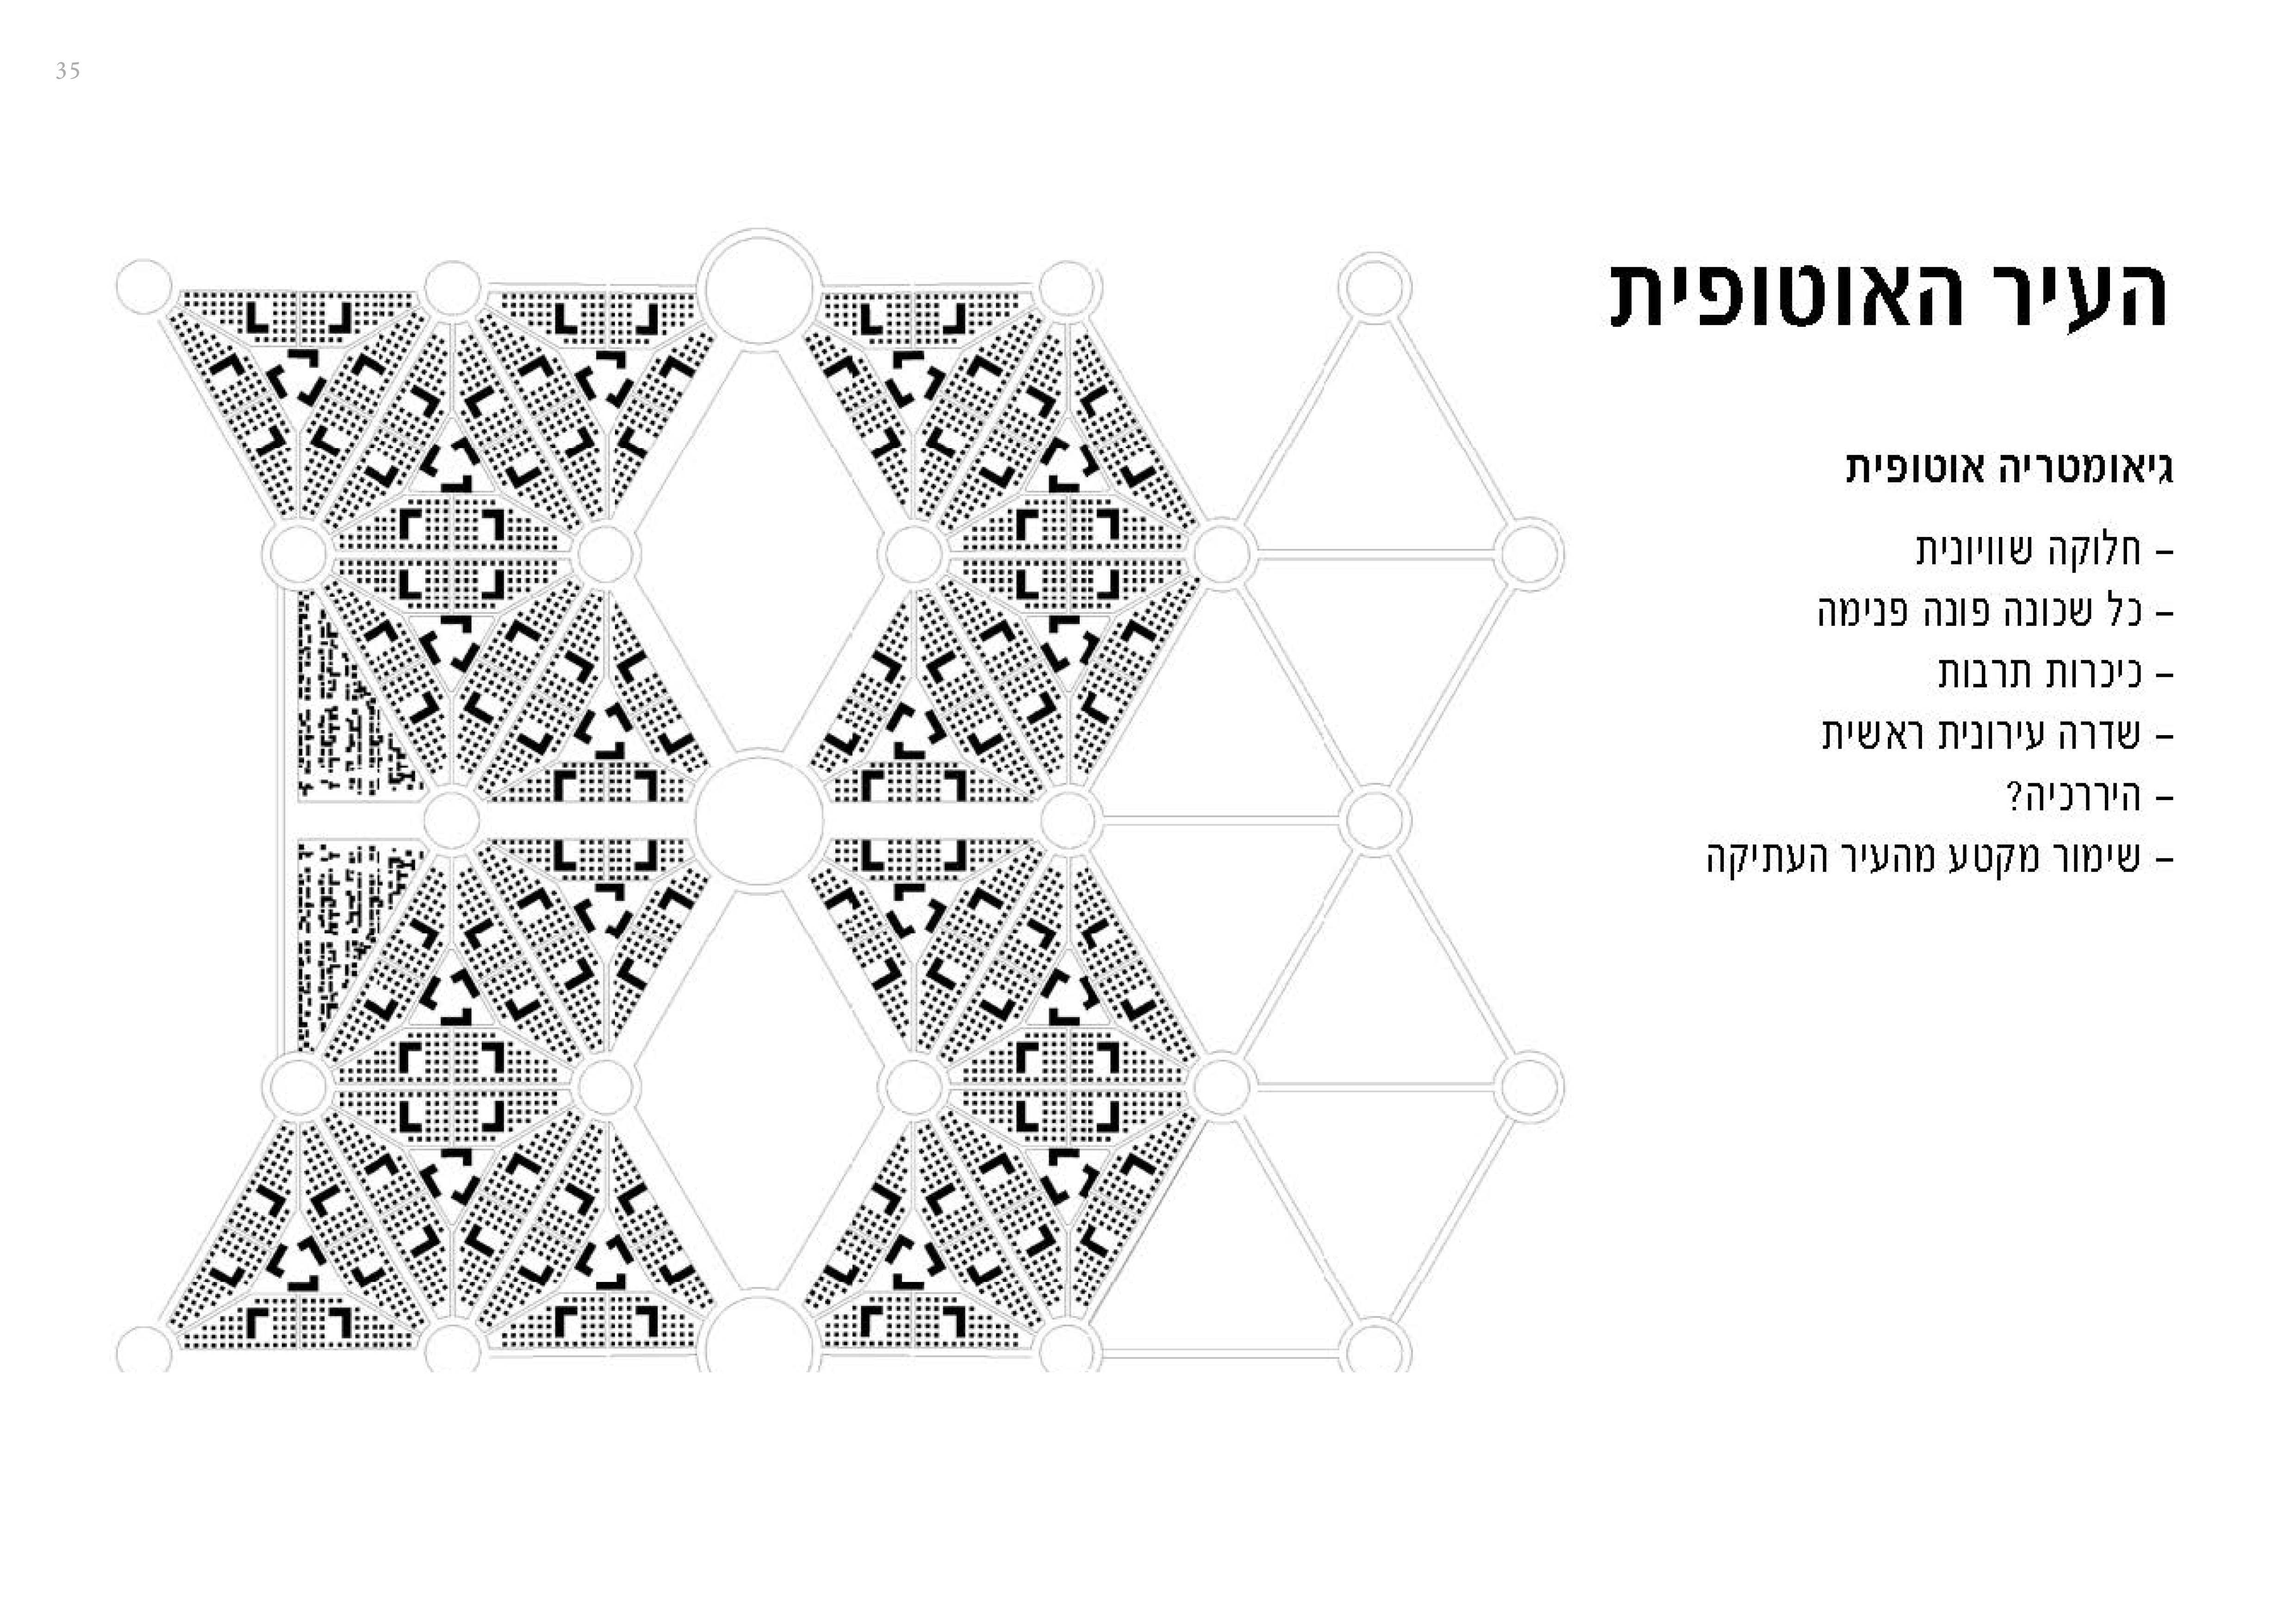 35
העיר האוטופית
גיאומטריה אוטופית
– חלוקה שוויונית
– כל שכונה פונה פנימה
– כיכרות תרבות
– שדרה עירונית ראשית
– היררכיה?
– שימור מקטע מהעיר העתיקה